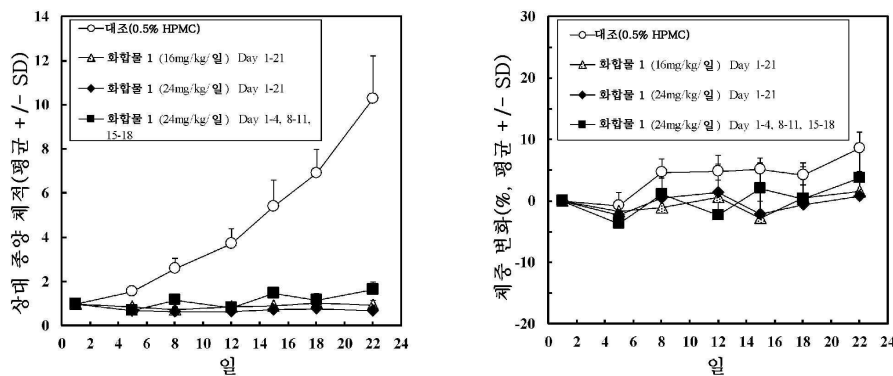 대조(0.5% HPMC)
화합물 1 (16mg/kg/일) Day 1-21
화합물 1 (24mg/kg/일) Day 1-21
화합물 1 (24mg/kg/일) Day 1-4, 8-11,
15-18
상대 종양 체적(평균 +/- SD)
14
12
10
8
6
4
2
0
0 2 4 6 8 10 12 14 16 18 20 22 24
일
대조(0.5% HPMC)
화합물 1 (16mg/kg/일) Day 1-21
화합물 1 (24mg/kg/일) Day 1-21
화합물 1 (24mg/kg/일) Day 1-4, 8-11, 15-18
체중 변화(%, 평균 +/- SD)
30
20
10
0
-10
-20
0 2 4 6 8 10 12 14 16 18 20 22 24
일